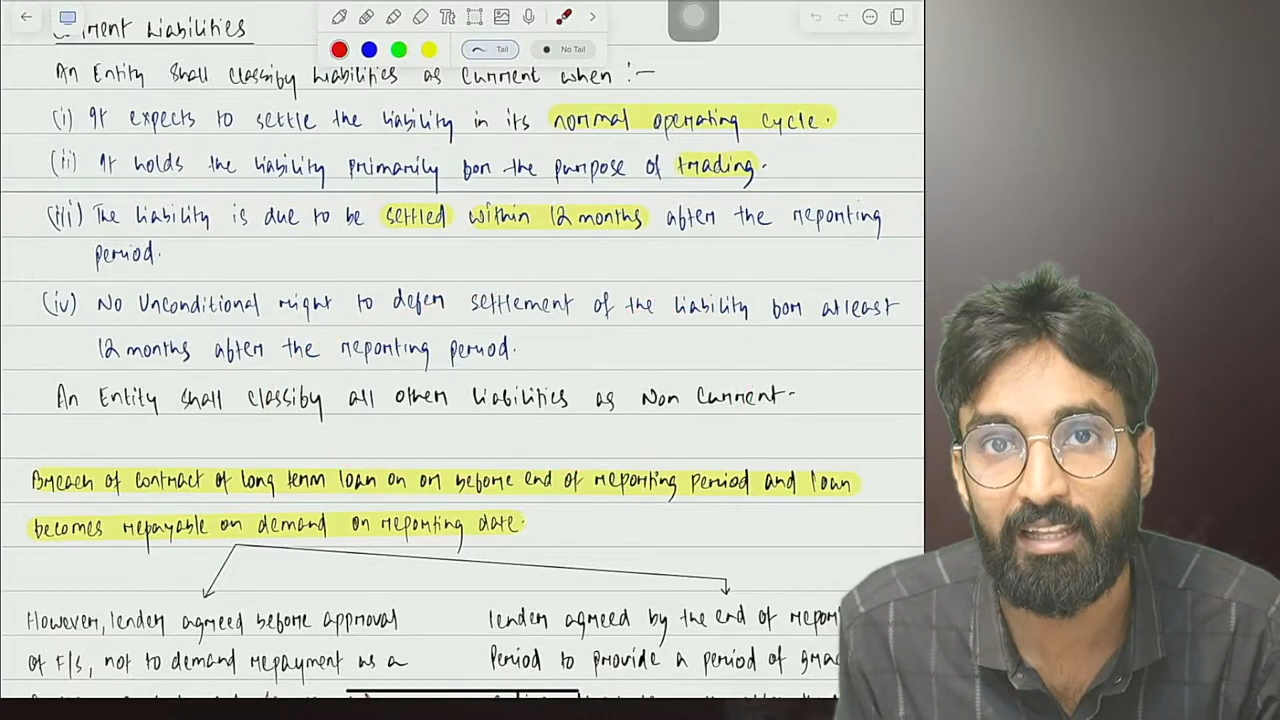 Current Liabilities
Tail
No Tail
An Entity shall classify liabilities as current when :-
(i) It expects to settle the liability in its normal operating cycle.
(ii) It holds the liability primarily for the purpose of trading.
(iii) The liability is due to be settled within 12 months after the reporting
period.
(iv) No Unconditional right to defer settlement of the liability for atleast
12 months after the reporting period.
An Entity shall classify all other liabilities as Non Current.
Breach of contract of long term loan on or before end of reporting period and loan
becomes repayable on demand on reporting date.
However, lender agreed before approval
of F/s, not to demand repayment as a
lender agreed by the end of repor
Period to provide a period of grac